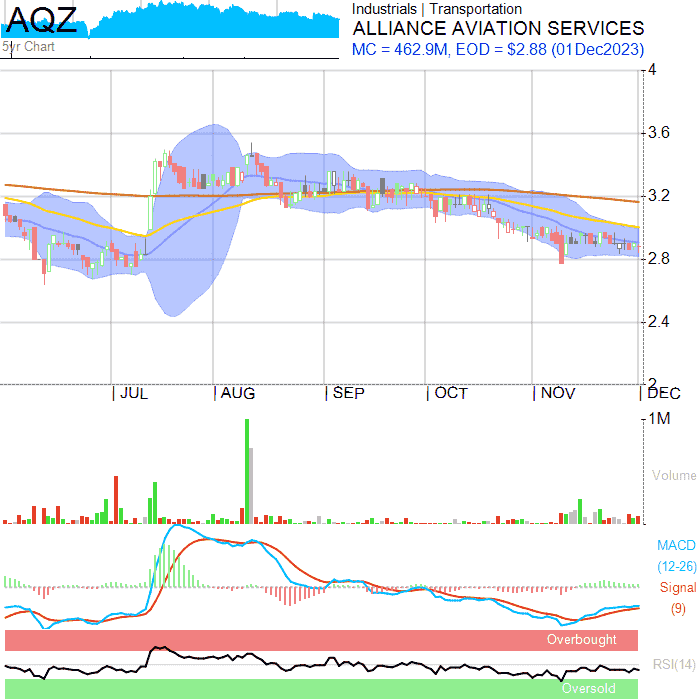 AQZ
5yr Chart
Industrials | Transportation
ALLIANCE AVIATION SERVICES
MC = 462.9M, EOD = $2.88 (01Dec2023)
4
3.6
3.2
2.8
2.4
2
JUL AUG SEP OCT NOV DEC
1M
Volume
MACD
(12-26)
Signal
(9)
Overbought
RSI(14)
Oversold